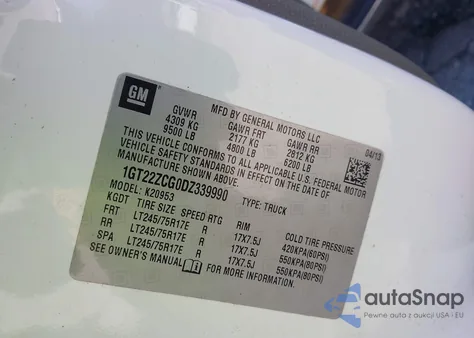 GM
MFD BY GENERAL MOTORS LLC
04/13
GVWR GAWR FRT GAWR RR
4309 KG 2177 KG 2812 KG
9500 LB 4800 LB 6200 LB
THIS VEHICLE CONFORMS TO ALL APPLICABLE U.S. FEDERAL MOTOR
VEHICLE SAFETY STANDARDS IN EFFECT ON THE DATE OF
MANUFACTURE SHOWN ABOVE.
1GT22ZCG0DZ339990 TYPE: TRUCK
MODEL: K20953
KGDT TIRE SIZE SPEED RTG RIM COLD TIRE PRESSURE
FRT LT245/75R17E R 17X7.5J 420KPA(60PSI)
RR LT245/75R17E R 17X7.5J 550KPA(80PSI)
SPA LT245/75R17E R 17X7.5J 550KPA(80PSI)
SEE OWNER'S MANUAL FOR MORE INFORMATION.
autoSnap
Pewne auta z aukcji USA i EU